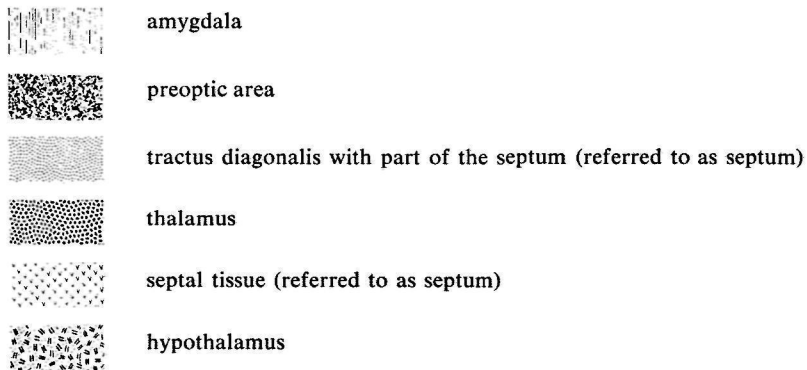 amygdala
preoptic area
tractus diagonalis with part of the septum (referred to as septum)
thalamus
septal tissue (referred to as septum)
hypothalamus